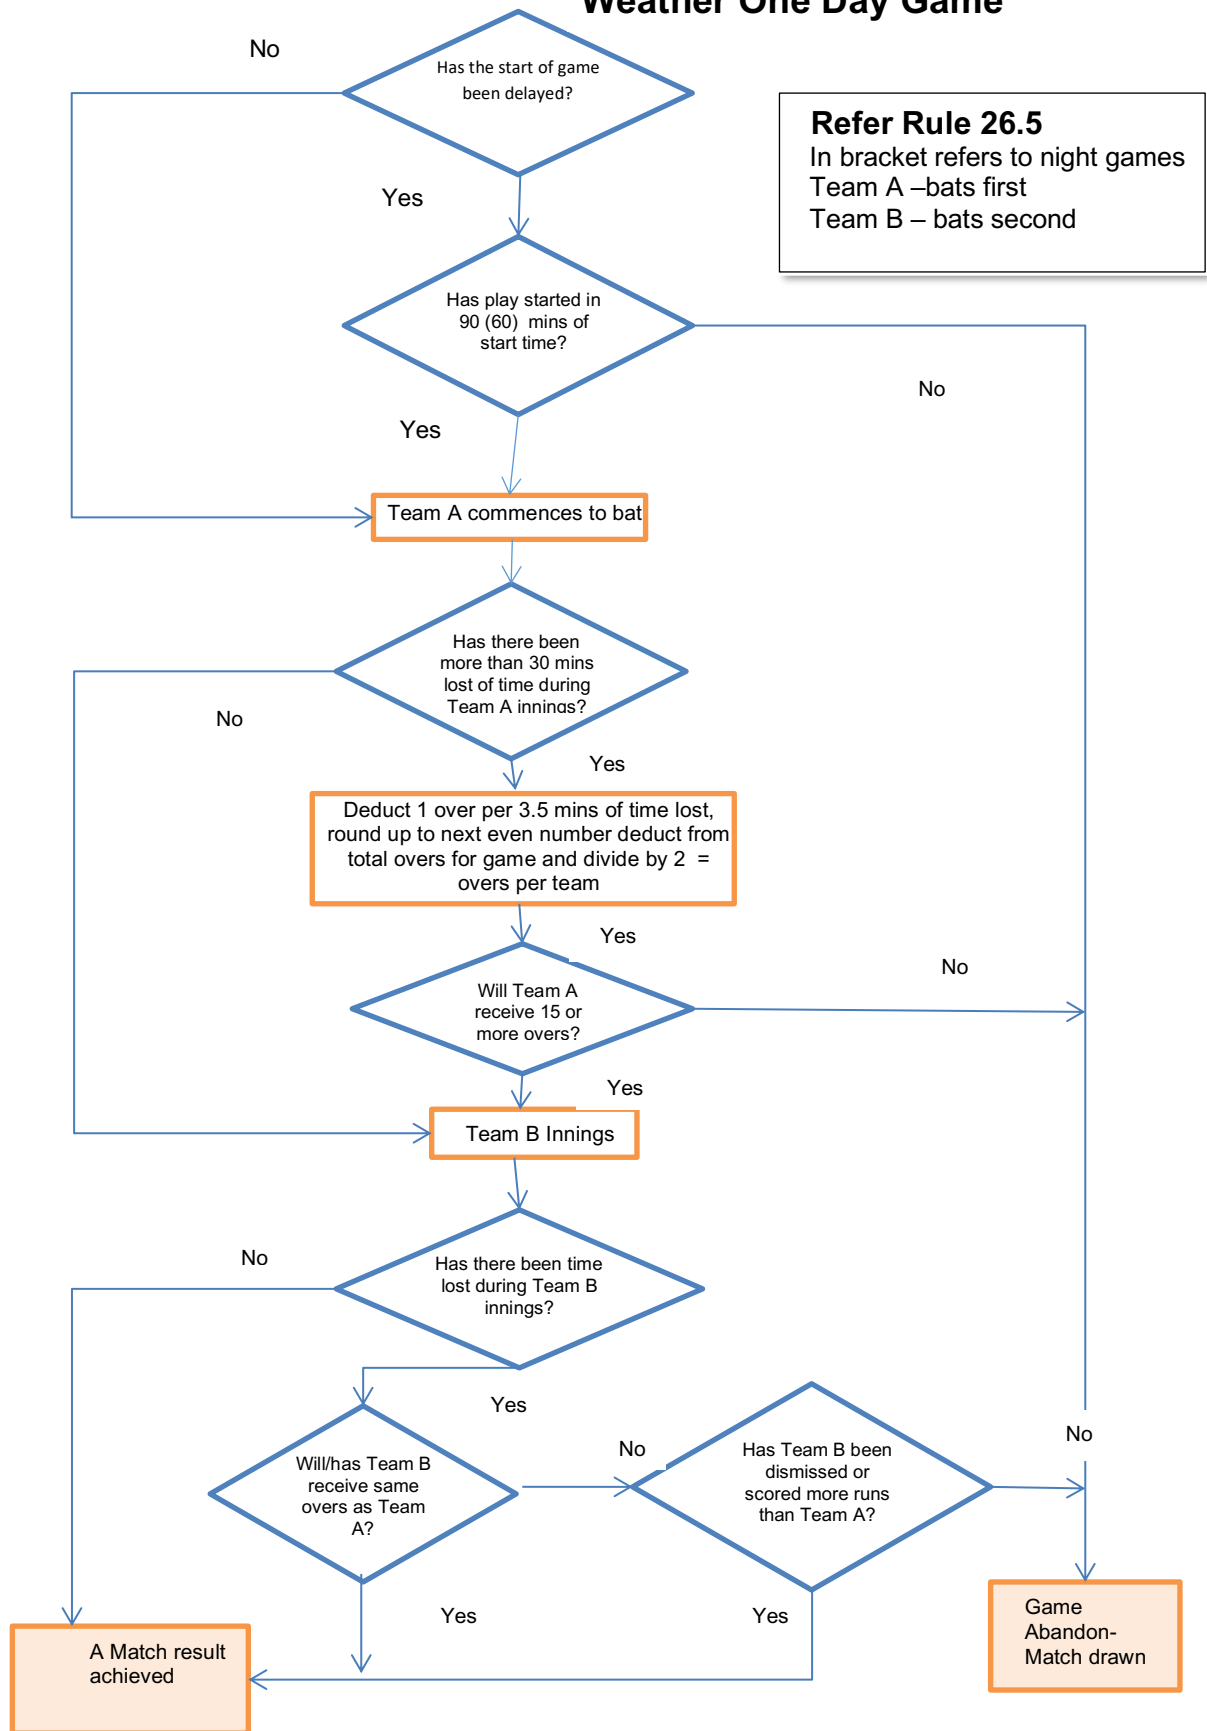 Weather One Day Game
No
Has the start of game
been delayed?
Refer Rule 26.5
In bracket refers to night games
Team A –bats first
Team B – bats second
Yes
Has play started in
90 (60) mins of
start time?
No
Yes
Team A commences to bat
Has there been
more than 30 mins
lost of time during
Team A innings?
No
Yes
Deduct 1 over per 3.5 mins of time lost,
round up to next even number deduct from
total overs for game and divide by 2 =
overs per team
Yes
No
Will Team A
receive 15 or
more overs?
Yes
Team B Innings
No
Has there been time
lost during Team B
innings?
Yes
No
No
Will/has Team B
receive same
overs as Team
A?
Has Team B been
dismissed or
scored more runs
than Team A?
Yes
Yes
A Match result
achieved
Game
Abandon-
Match drawn